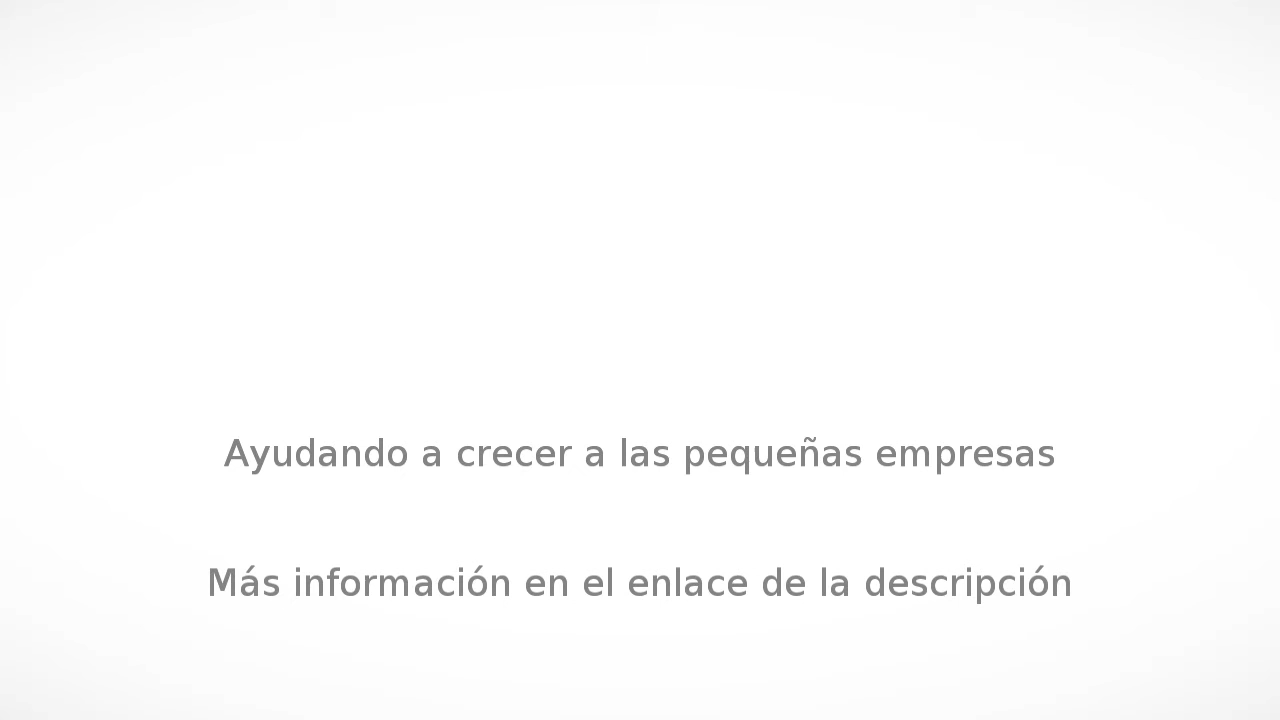 Ayudando a crecer a las pequeñas empresas
Más información en el enlace de la descripción